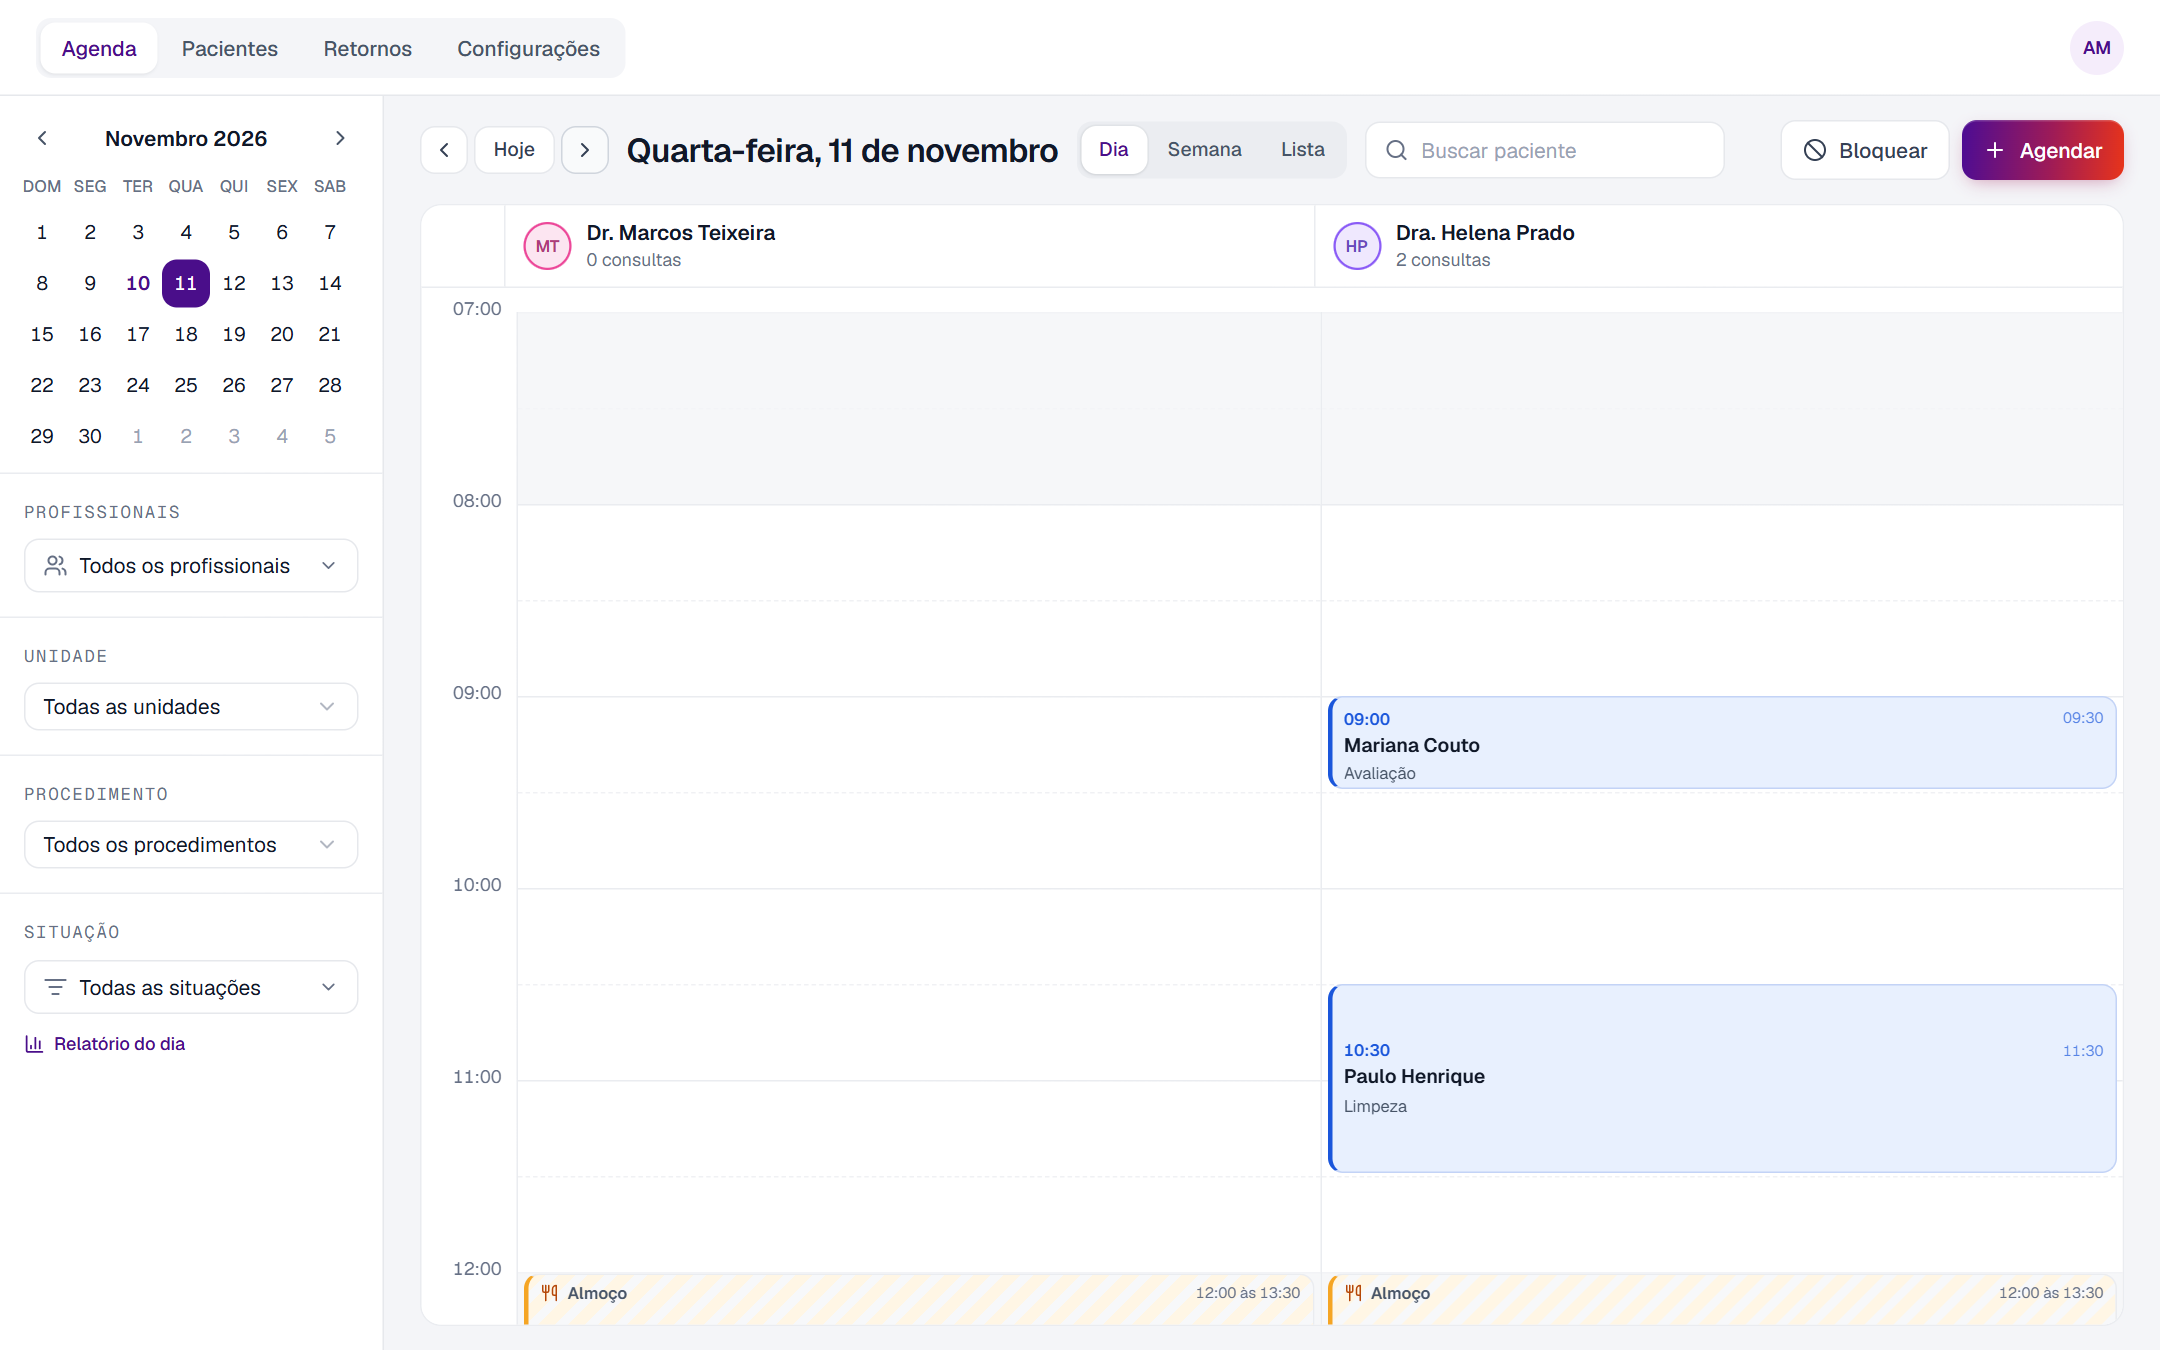 Agenda Pacientes Retornos Configurações AM
Novembro 2026
DOM SEG TER QUA QUI SEX SAB
1 2 3 4 5 6 7
8 9 10 11 12 13 14
15 16 17 18 19 20 21
22 23 24 25 26 27 28
29 30 1 2 3 4 5
PROFISSIONAIS
Todos os profissionais
UNIDADE
Todas as unidades
PROCEDIMENTO
Todos os procedimentos
SITUAÇÃO
Todas as situações
Relatório do dia
Hoje Quarta-feira, 11 de novembro Dia Semana Lista Buscar paciente Bloquear Agendar
MT Dr. Marcos Teixeira
0 consultas
HP Dra. Helena Prado
2 consultas
07:00
08:00
09:00
09:00 09:30
Mariana Couto
Avaliação
10:00
10:30 11:30
Paulo Henrique
Limpeza
11:00
12:00
Almoço 12:00 às 13:30
Almoço 12:00 às 13:30